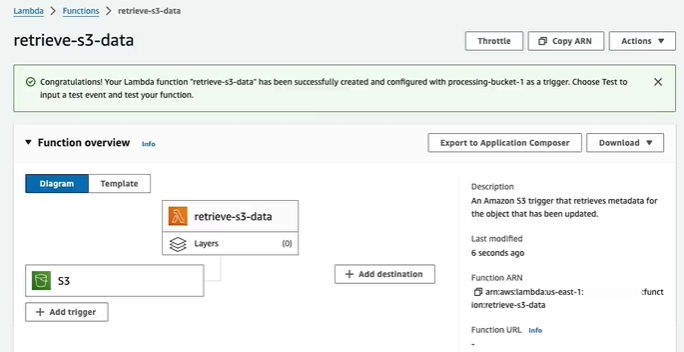 Lambda > Functions > retrieve-s3-data
retrieve-s3-data
Throttle
Copy ARN
Actions
Congratulations! Your Lambda function "retrieve-s3-data" has been successfully created and configured with processing-bucket-1 as a trigger. Choose Test to
input a test event and test your function.
Function overview Info
Export to Application Composer
Download
Diagram
Template
retrieve-s3-data
Layers (0)
S3
+ Add trigger
+ Add destination
Description
An Amazon S3 trigger that retrieves metadata for
the object that has been updated.
Last modified
6 seconds ago
Function ARN
arn:aws:lambda:us-east-1: :funct
ion:retrieve-s3-data
Function URL Info
-